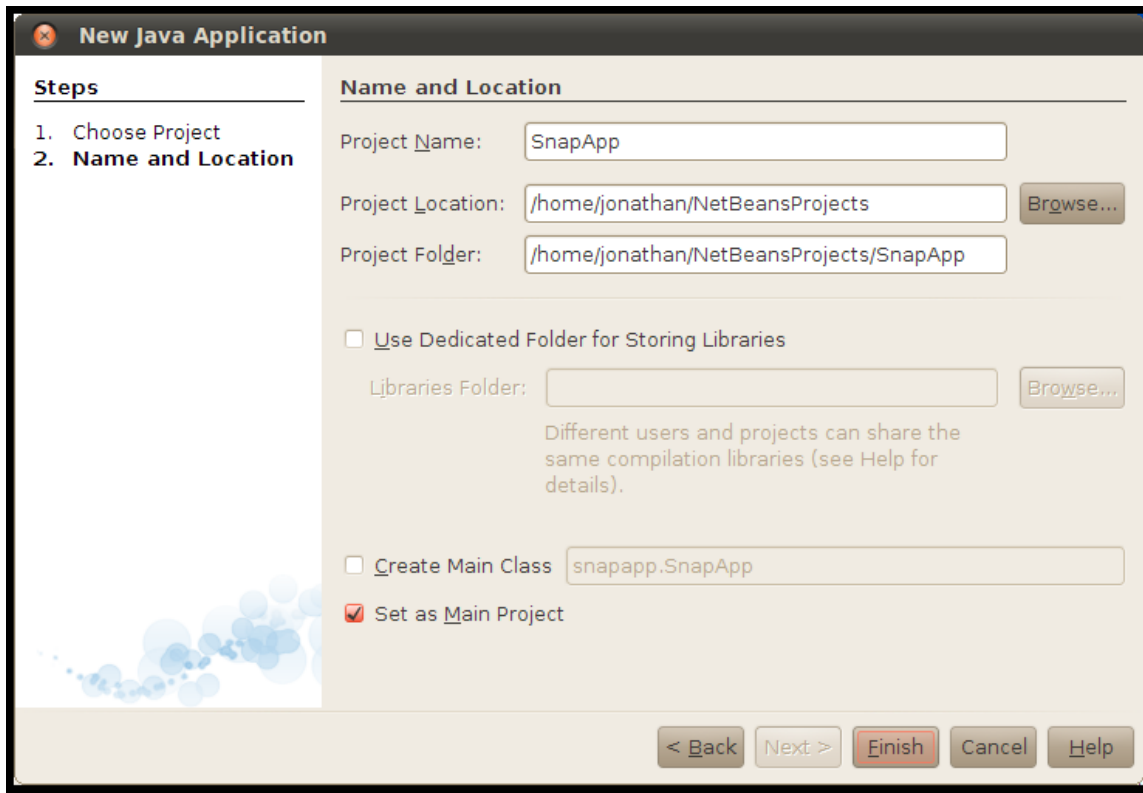 New Java Application
Steps
1. Choose Project
2. Name and Location
Name and Location
Project Name: SnapApp
Project Location: /home/jonathan/NetBeansProjects Browse...
Project Folder: /home/jonathan/NetBeansProjects/SnapApp
Use Dedicated Folder for Storing Libraries
Libraries Folder: Browse...
Different users and projects can share the
same compilation libraries (see Help for
details).
Create Main Class snapapp.SnapApp
Set as Main Project
< Back Next > Finish Cancel Help